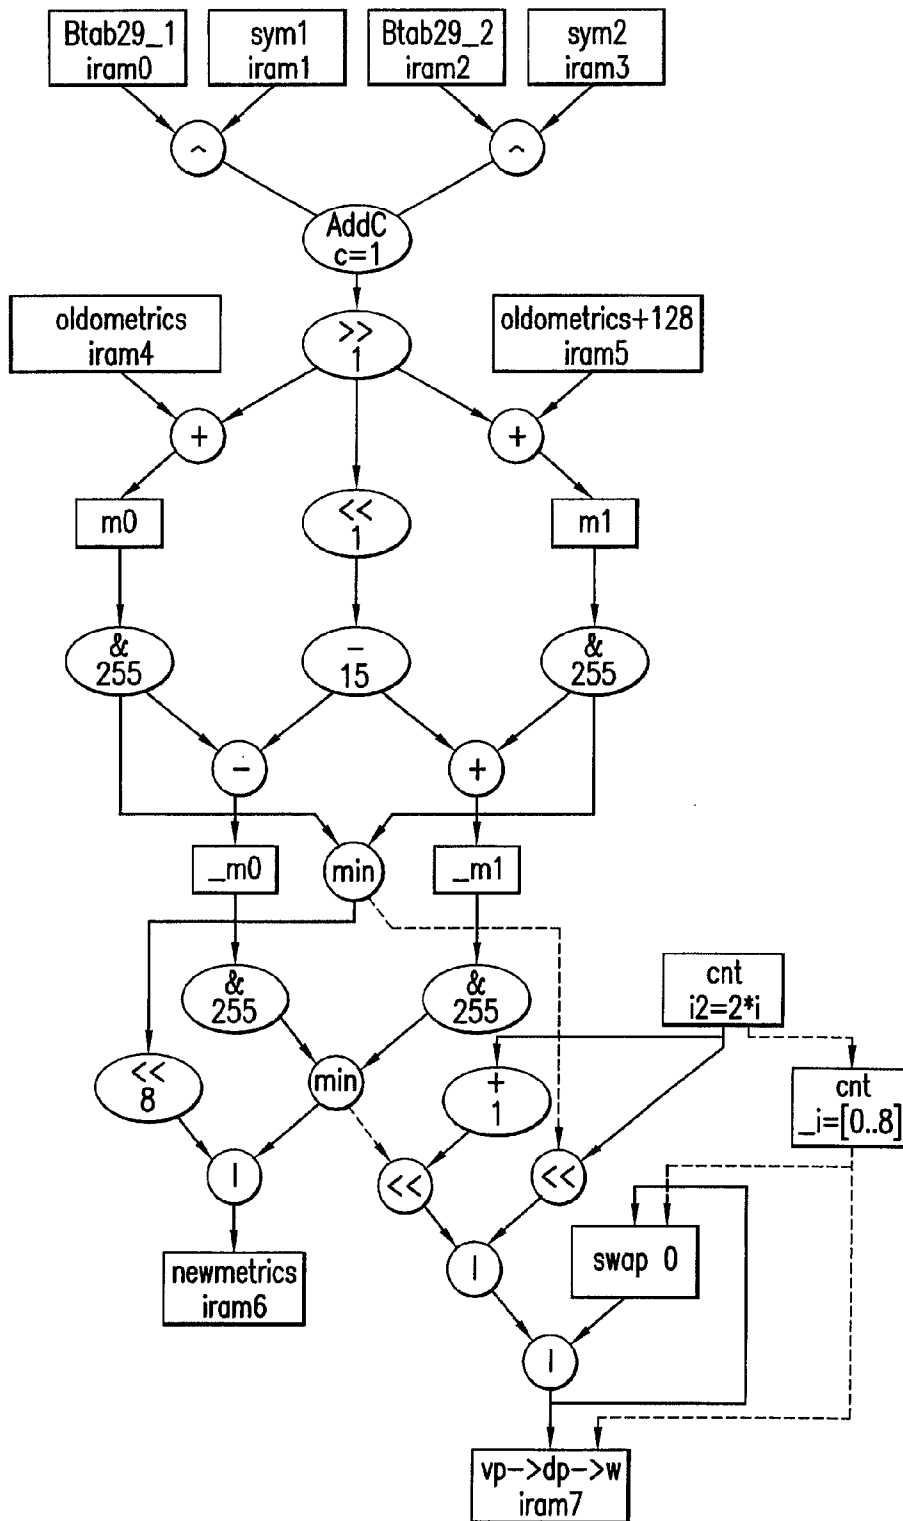 Btab29_1
iram0
sym1
iram1
Btab29_2
iram2
sym2
iram3
^
^
AddC
c=1
oldometrics
iram4
>>
1
oldometrics+128
iram5
+
+
m0
<<
1
m1
&
255
-
15
&
255
-
+
_m0
min
_m1
&
255
&
255
cnt
i2=2*i
<<
8
min
+
1
cnt
_i=[0..8]
|
<<
<<
newmetrics
iram6
|
swap 0
|
vp->dp->w
iram7